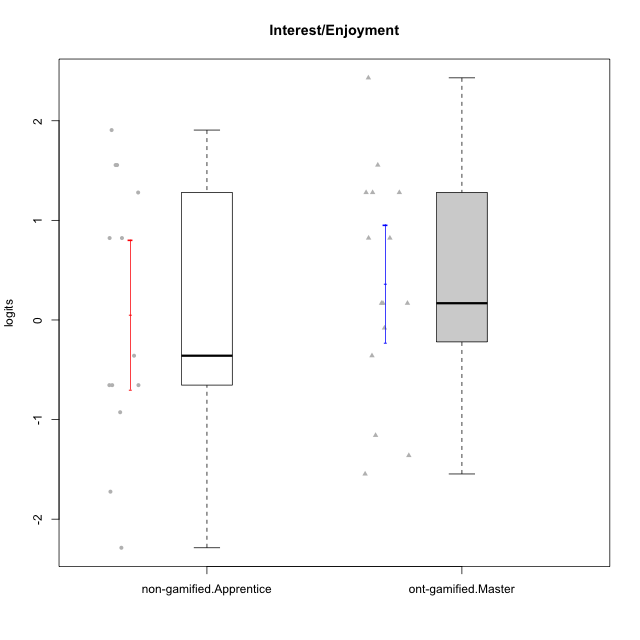 Interest/Enjoyment
logits
2
1
0
-1
-2
non-gamified.Apprentice
ont-gamified.Master